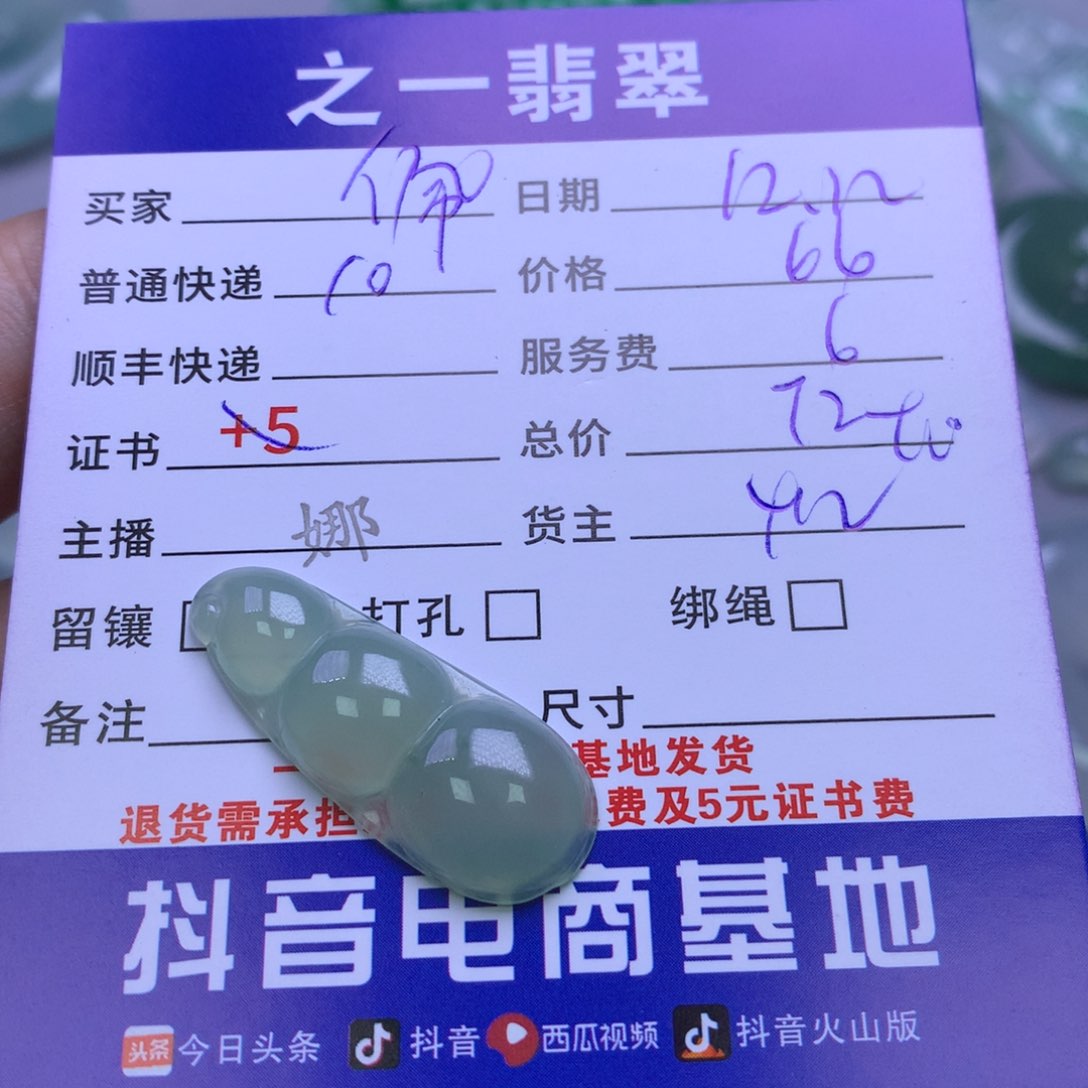 之一翡翠
买家 佩 日期 12.12
普通快递 10 价格 66
顺丰快递 服务费 6
证书 +5 总价 72
主播 娜 货主
留镶 打孔 绑绳
备注 尺寸
基地发货
退货需承担 费及5元证书费
抖音电商基地
头条 今日头条 抖音 西瓜视频 抖音火山版